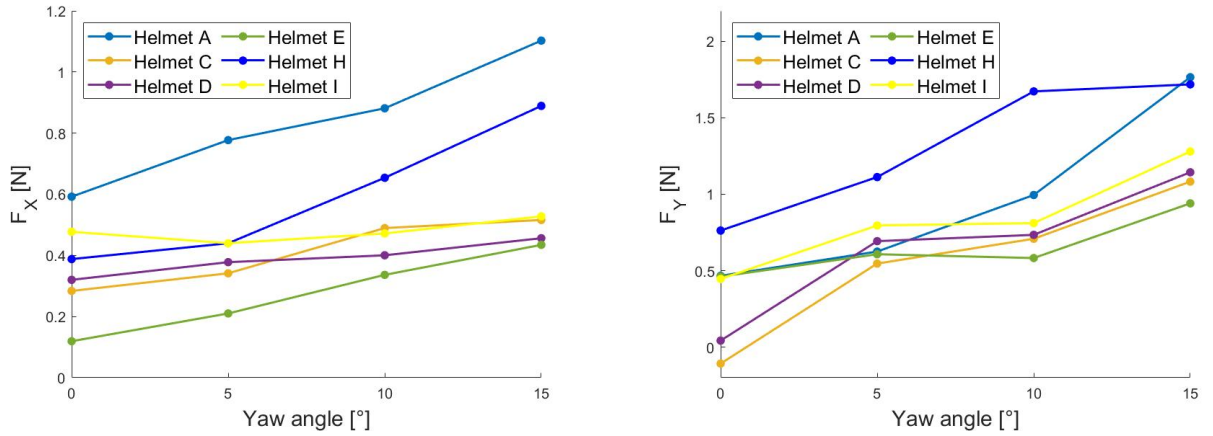 1.2
1
0.8
0.6
0.4
0.2
0
F_X [N]
Helmet A Helmet E
Helmet C Helmet H
Helmet D Helmet I
0 5 10 15
Yaw angle [°]
2
1.5
1
0.5
0
F_Y [N]
Helmet A Helmet E
Helmet C Helmet H
Helmet D Helmet I
0 5 10 15
Yaw angle [°]